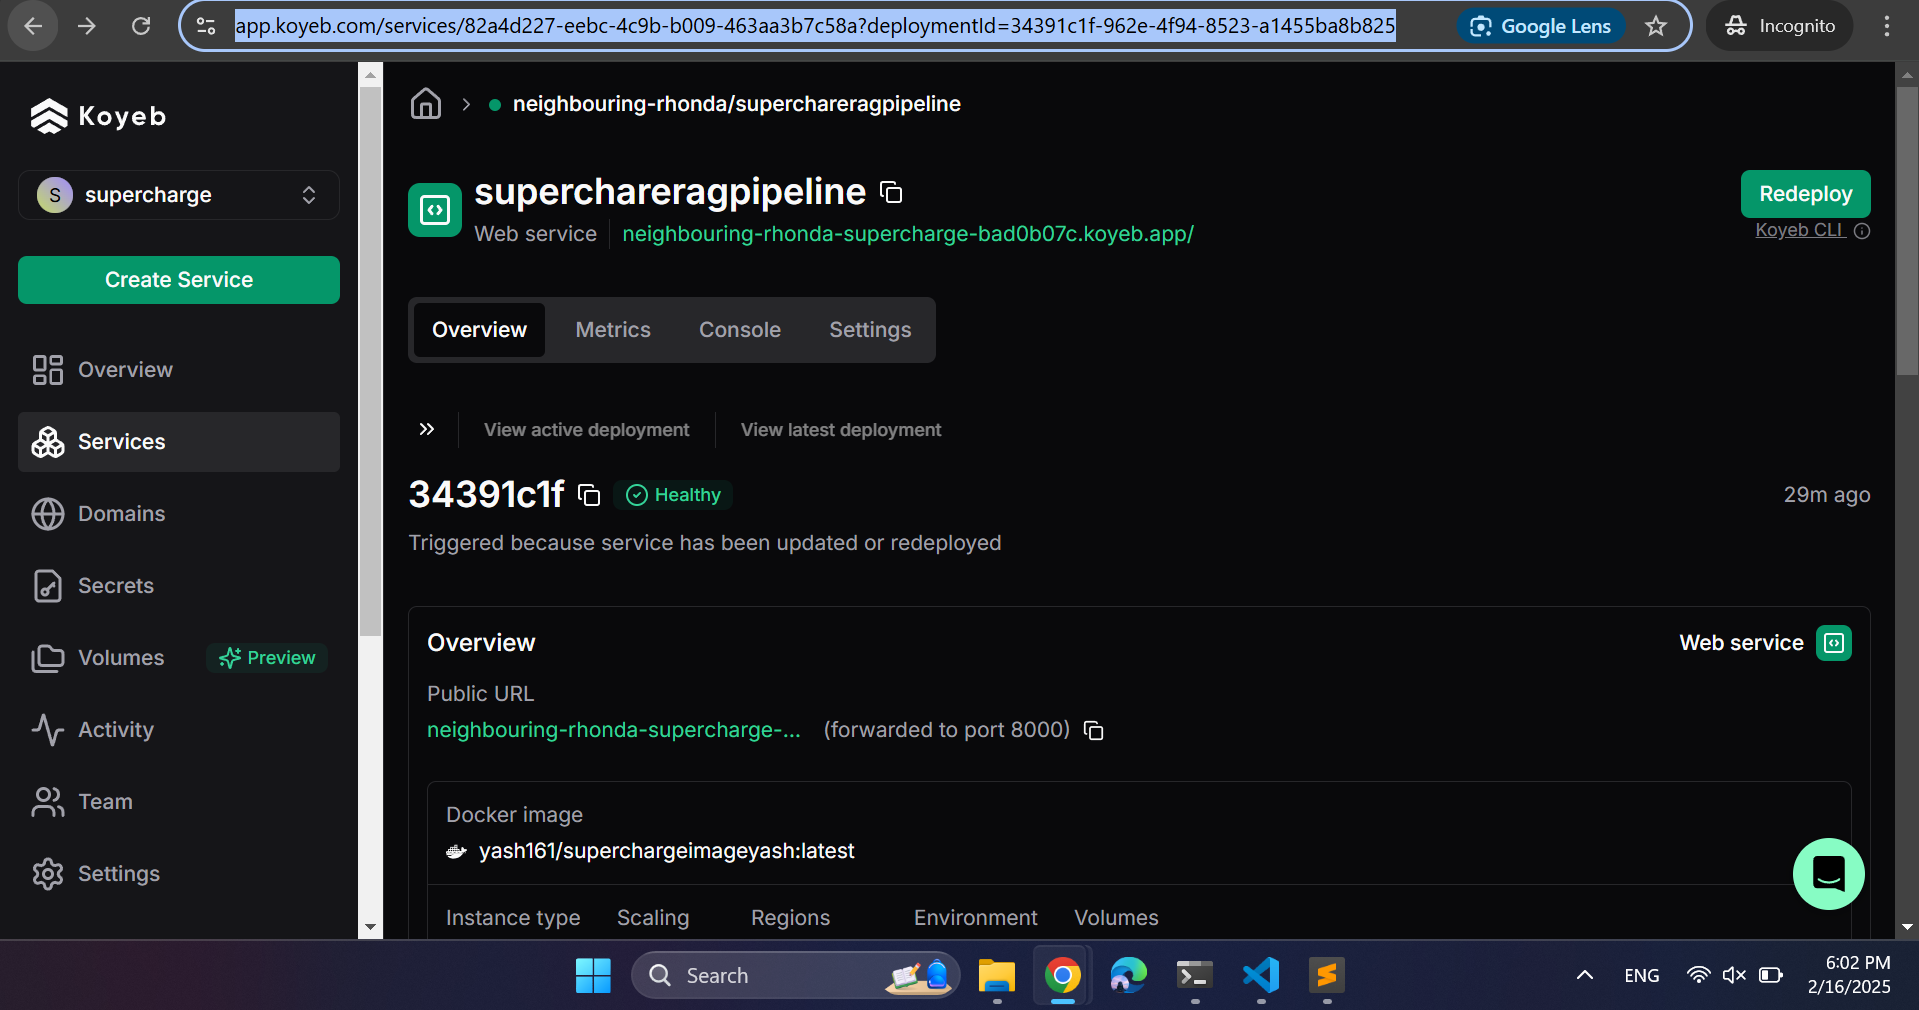 app.koyeb.com/services/82a4d227-eebc-4c9b-b009-463aa3b7c58a?deploymentId=34391c1f-962e-4f94-8523-a1455ba8b825
Google Lens
Incognito
Koyeb
S supercharge
Create Service
Overview
Services
Domains
Secrets
Volumes Preview
Activity
Team
Settings
neighbouring-rhonda/superchareragpipeline
superchareragpipeline
Web service neighbouring-rhonda-supercharge-bad0b07c.koyeb.app/
Redeploy
Koyeb CLI
Overview Metrics Console Settings
View active deployment View latest deployment
34391c1f Healthy 29m ago
Triggered because service has been updated or redeployed
Overview Web service
Public URL
neighbouring-rhonda-supercharge-... (forwarded to port 8000)
Docker image
yash161/superchargeimageyash:latest
Instance type Scaling Regions Environment Volumes
Search
ENG
6:02 PM
2/16/2025